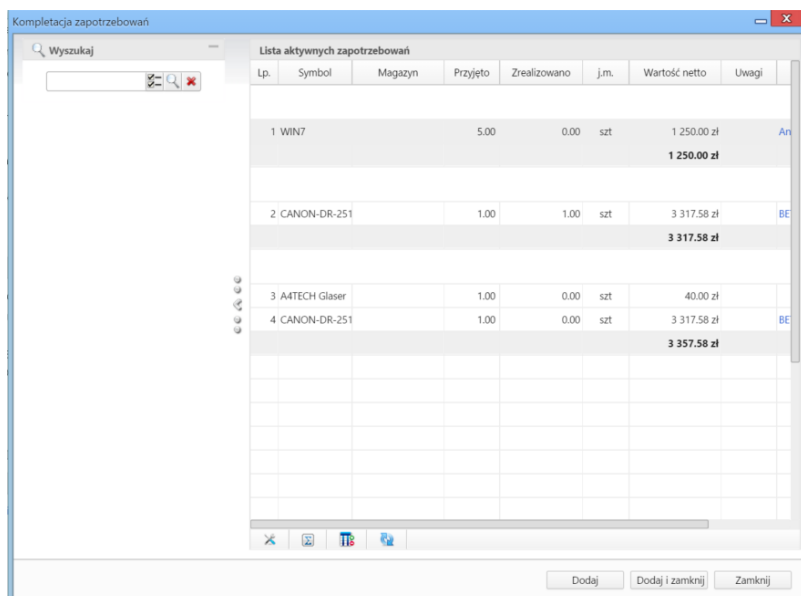 Kompletacja zapotrzebowań
Wyszukaj
Lista aktywnych zapotrzebowań
Lp. Symbol Magazyn Przyjęto Zrealizowano j.m. Wartość netto Uwagi
1 WIN7 5.00 0.00 szt 1 250.00 zł An
1 250.00 zł
2 CANON-DR-251 1.00 1.00 szt 3 317.58 zł BE
3 317.58 zł
3 A4TECH Glaser 1.00 0.00 szt 40.00 zł
4 CANON-DR-251 1.00 0.00 szt 3 317.58 zł BE
3 357.58 zł
Dodaj Dodaj i zamknij Zamknij